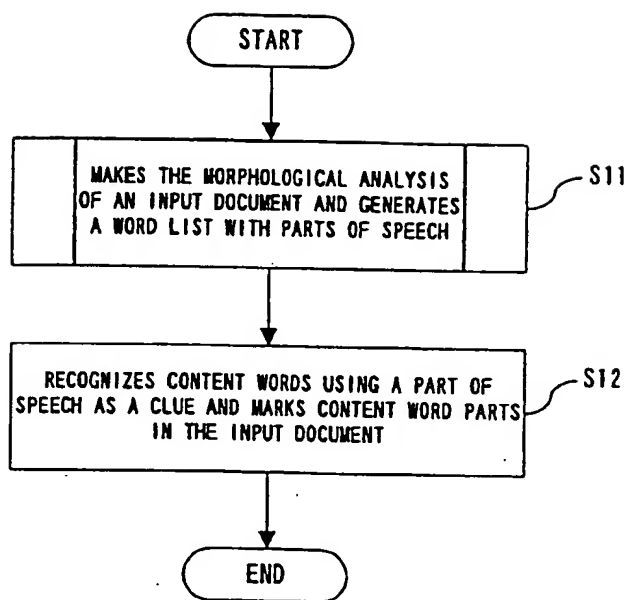 START
MAKES THE MORPHOLOGICAL ANALYSIS
OF AN INPUT DOCUMENT AND GENERATES
A WORD LIST WITH PARTS OF SPEECH
S11
RECOGNIZES CONTENT WORDS USING A PART OF
SPEECH AS A CLUE AND MARKS CONTENT WORD PARTS
IN THE INPUT DOCUMENT
S12
END